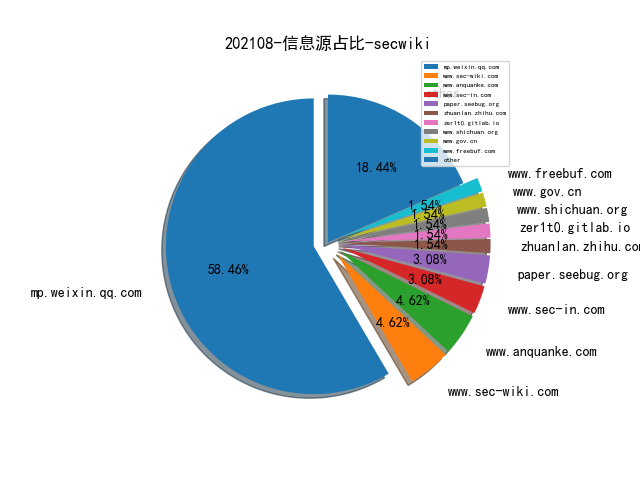 202108-信息源占比-secwiki
mp.weixin.qq.com
www.sec-wiki.com
www.anquanke.com
www.sec-in.com
paper.seebug.org
zhuanlan.zhihu.com
zer1t0.gitlab.io
www.shichuan.org
www.gov.cn
www.freebuf.com
other
18.44%
www.freebuf.com
1.54%
www.gov.cn
1.54%
www.shichuan.org
1.54%
zer1t0.gitlab.io
1.54%
zhuanlan.zhihu.com
1.54%
paper.seebug.org
3.08%
www.sec-in.com
3.08%
www.anquanke.com
4.62%
www.sec-wiki.com
4.62%
mp.weixin.qq.com
58.46%